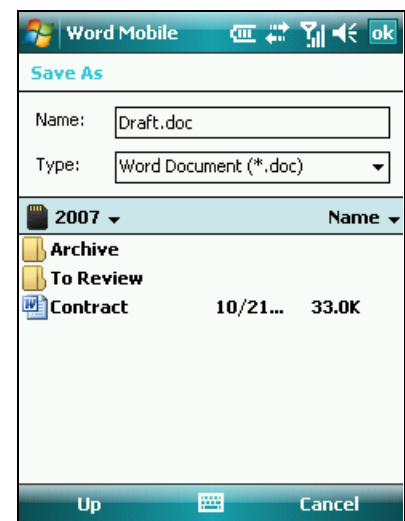 Word Mobile ok
Save As
Name: Draft.doc
Type: Word Document (*.doc)
2007 Name
Archive
To Review
Contract 10/21... 33.0K
Up Cancel